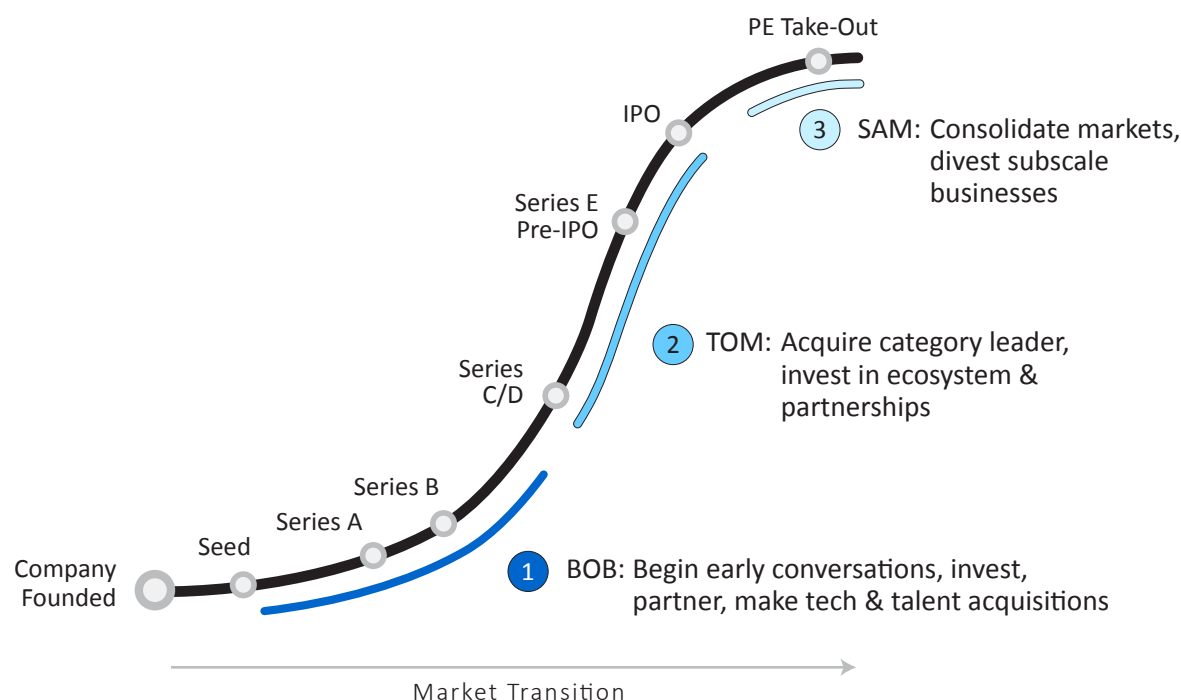 PE Take-Out
IPO
3 SAM: Consolidate markets,
divest subscale
businesses
Series E
Pre-IPO
2 TOM: Acquire category leader,
invest in ecosystem &
partnerships
Series
C/D
Series B
Series A
Seed
Company
Founded
1 BOB: Begin early conversations, invest,
partner, make tech & talent acquisitions
Market Transition